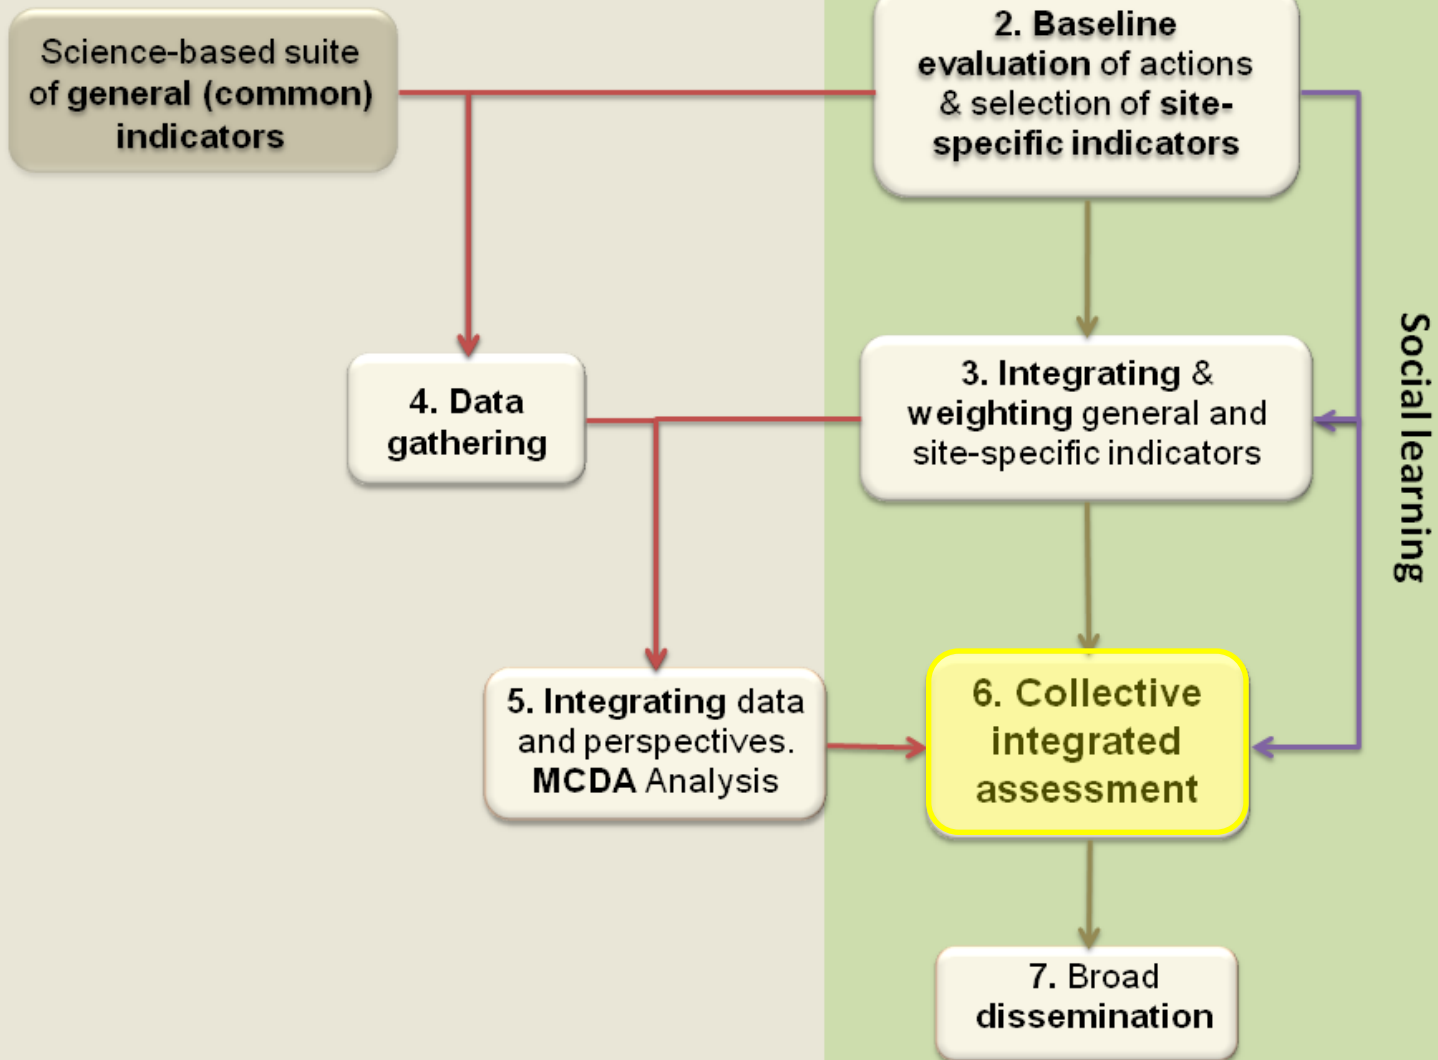 Science-based suite
of general (common)
indicators
2. Baseline
evaluation of actions
& selection of site-
specific indicators
3. Integrating &
weighting general and
site-specific indicators
4. Data
gathering
5. Integrating data
and perspectives.
MCDA Analysis
6. Collective
integrated
assessment
7. Broad
dissemination
Social learning